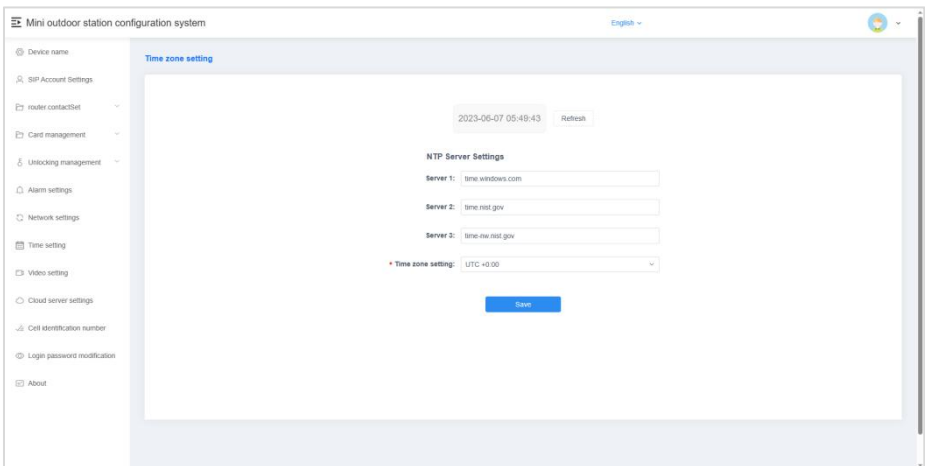 Mini outdoor station configuration system
English
Device name
SIP Account Settings
router.contactSet
Card management
Unlocking management
Alarm settings
Network settings
Time setting
Video setting
Cloud server settings
Cell identification number
Login password modification
About
Time zone setting
2023-06-07 05:49:43
Refresh
NTP Server Settings
Server 1: time.windows.com
Server 2: time.nist.gov
Server 3: time-nw.nist.gov
* Time zone setting: UTC +0:00
Save